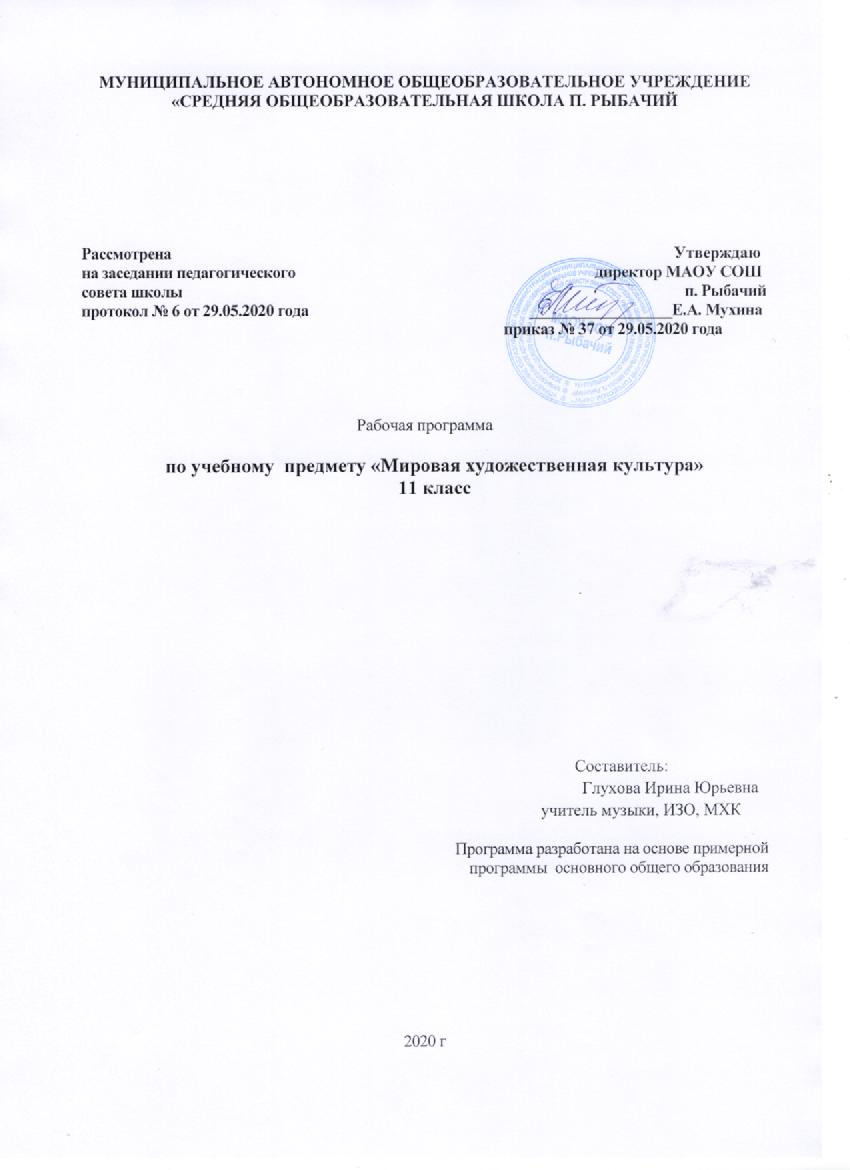 МУНИЦИПАЛЬНОЕ АВТОНОМНОЕ ОБЩЕОБРАЗОВАТЕЛЬНОЕ УЧРЕЖДЕНИЕ
«СРЕДНЯЯ ОБЩЕОБРАЗОВАТЕЛЬНАЯ ШКОЛА П. РЫБАЧИЙ
Рассмотрена
на заседании педагогического
совета школы
протокол № 6 от 29.05.2020 года
Утверждаю
директор МАОУ СОШ
п. Рыбачий
Е.А. Мухина
приказ № 37 от 29.05.2020 года
п.Рыбачий
Рабочая программа
по учебному предмету «Мировая художественная культура»
11 класс
Составитель:
Глухова Ирина Юрьевна
учитель музыки, ИЗО, МХК
Программа разработана на основе примерной
программы основного общего образования
2020 г